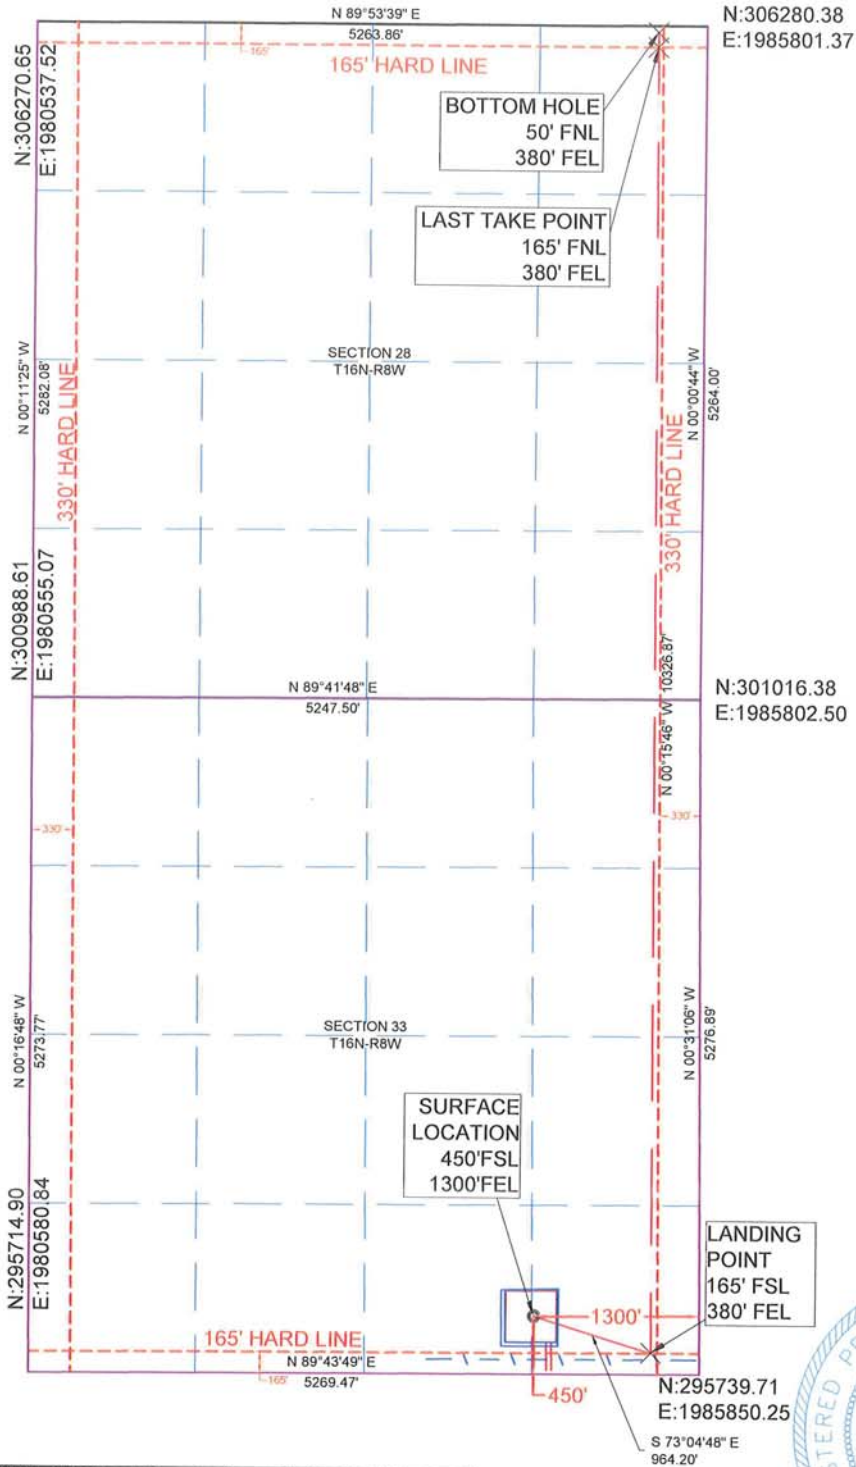 N 89°53'39" E
5263.86'
N:306280.38
E:1985801.37
165'
165' HARD LINE
N:306270.65
E:1980537.52
BOTTOM HOLE
50' FNL
380' FEL
LAST TAKE POINT
165' FNL
380' FEL
SECTION 28
T16N-R8W
N 00°11'25" W
5282.08'
330' HARD LINE
N 00°00'44" W
5264.00'
330' HARD LINE
N:300988.61
E:1980555.07
N 89°41'48" E
5247.50'
N 00°15'46" W 10326.87'
N:301016.38
E:1985802.50
330'
330'
SECTION 33
T16N-R8W
N 00°16'48" W
5273.77'
N 00°31'06" W
5276.89'
SURFACE
LOCATION
450'FSL
1300'FEL
N:295714.90
E:1980580.84
LANDING
POINT
165' FSL
380' FEL
1300'
165' HARD LINE
N 89°43'49" E
5269.47'
165'
450'
N:295739.71
E:1985850.25
S 73°04'48" E
964.20'